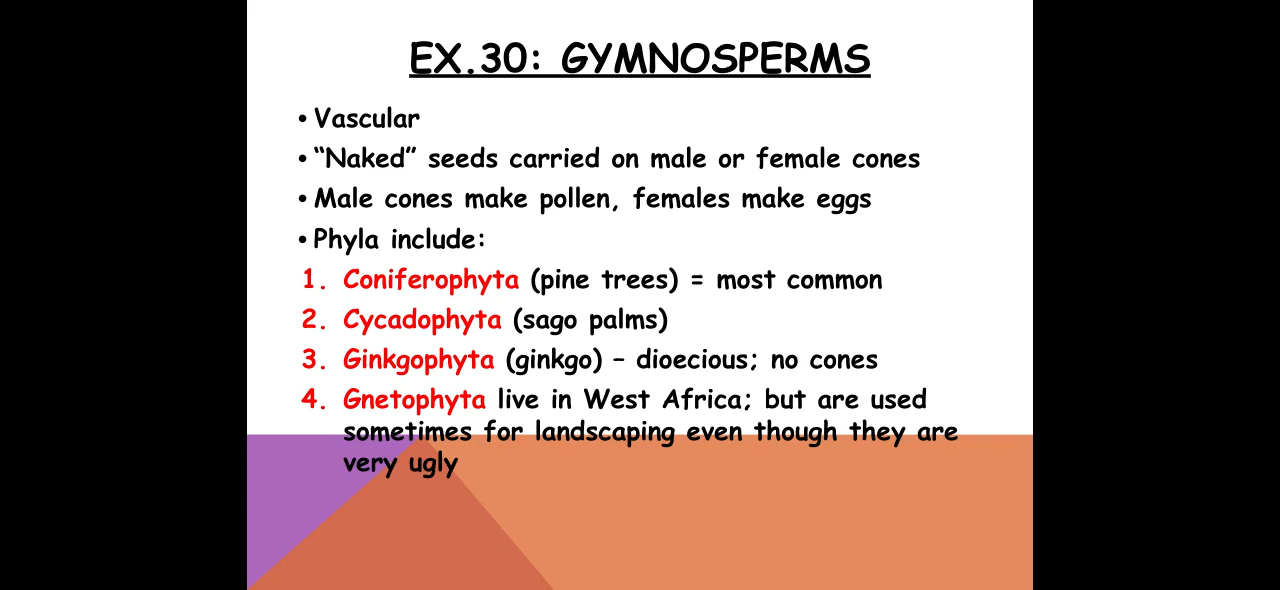 EX.30: GYMNOSPERMS
• Vascular
• “Naked” seeds carried on male or female cones
• Male cones make pollen, females make eggs
• Phyla include:
1. Coniferophyta (pine trees) = most common
2. Cycadophyta (sago palms)
3. Ginkgophyta (ginkgo) – dioecious; no cones
4. Gnetophyta live in West Africa; but are used
sometimes for landscaping even though they are
very ugly